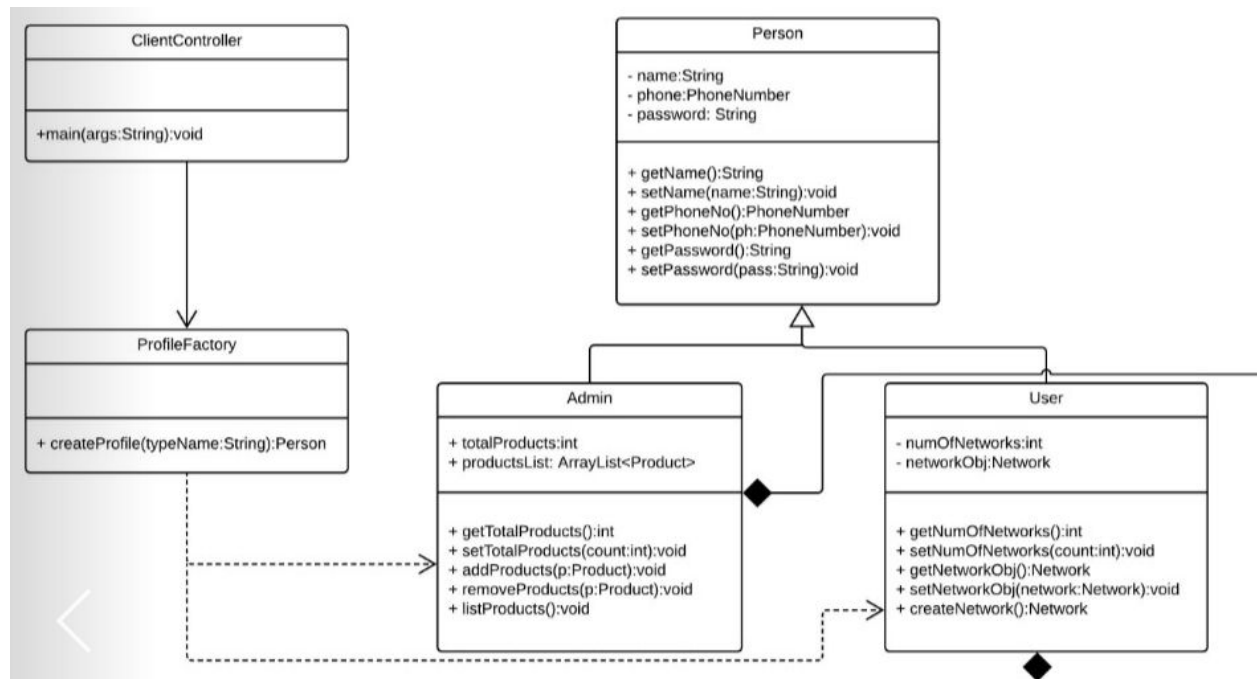 ClientController
+main(args:String):void
Person
- name:String
- phone:PhoneNumber
- password: String
+ getName():String
+ setName(name:String):void
+ getPhoneNo():PhoneNumber
+ setPhoneNo(ph:PhoneNumber):void
+ getPassword():String
+ setPassword(pass:String):void
ProfileFactory
+ createProfile(typeName:String):Person
Admin
+ totalProducts:int
+ productsList: ArrayList<Product>
+ getTotalProducts():int
+ setTotalProducts(count:int):void
+ addProducts(p:Product):void
+ removeProducts(p:Product):void
+ listProducts():void
User
- numOfNetworks:int
- networkObj:Network
+ getNumOfNetworks():int
+ setNumOfNetworks(count:int):void
+ getNetworkObj():Network
+ setNetworkObj(network:Network):void
+ createNetwork():Network